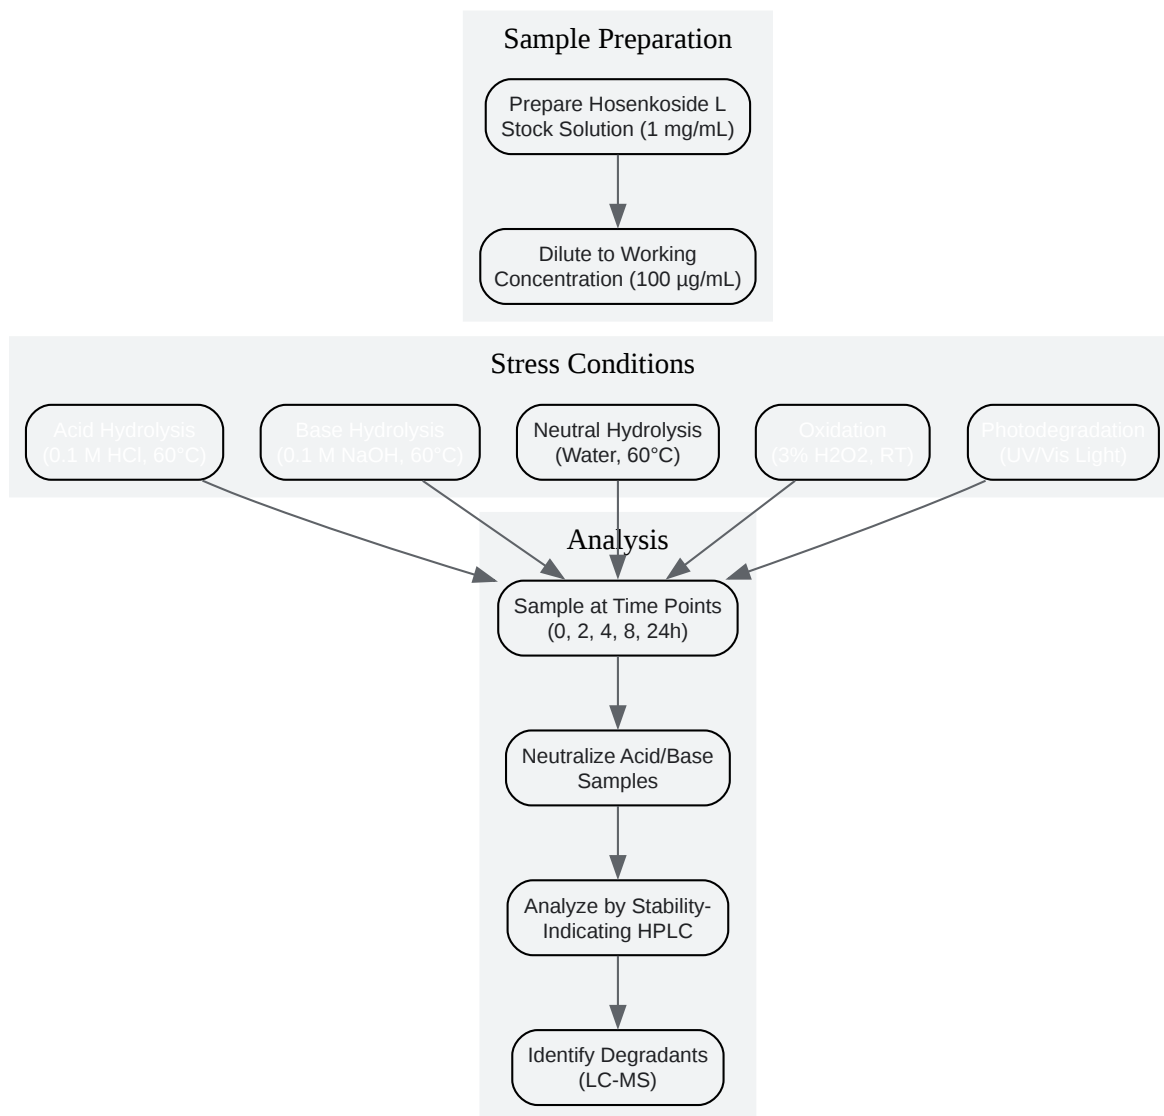 Sample Preparation
Prepare Hosenkoside L
Stock Solution (1 mg/mL)
Dilute to Working
Concentration (100 µg/mL)
Stress Conditions
Acid Hydrolysis
(0.1 M HCl, 60°C)
Base Hydrolysis
(0.1 M NaOH, 60°C)
Neutral Hydrolysis
(Water, 60°C)
Oxidation
(3% H2O2, RT)
Photodegradation
(UV/Vis Light)
Analysis
Sample at Time Points
(0, 2, 4, 8, 24h)
Neutralize Acid/Base
Samples
Analyze by Stability-
Indicating HPLC
Identify Degradants
(LC-MS)